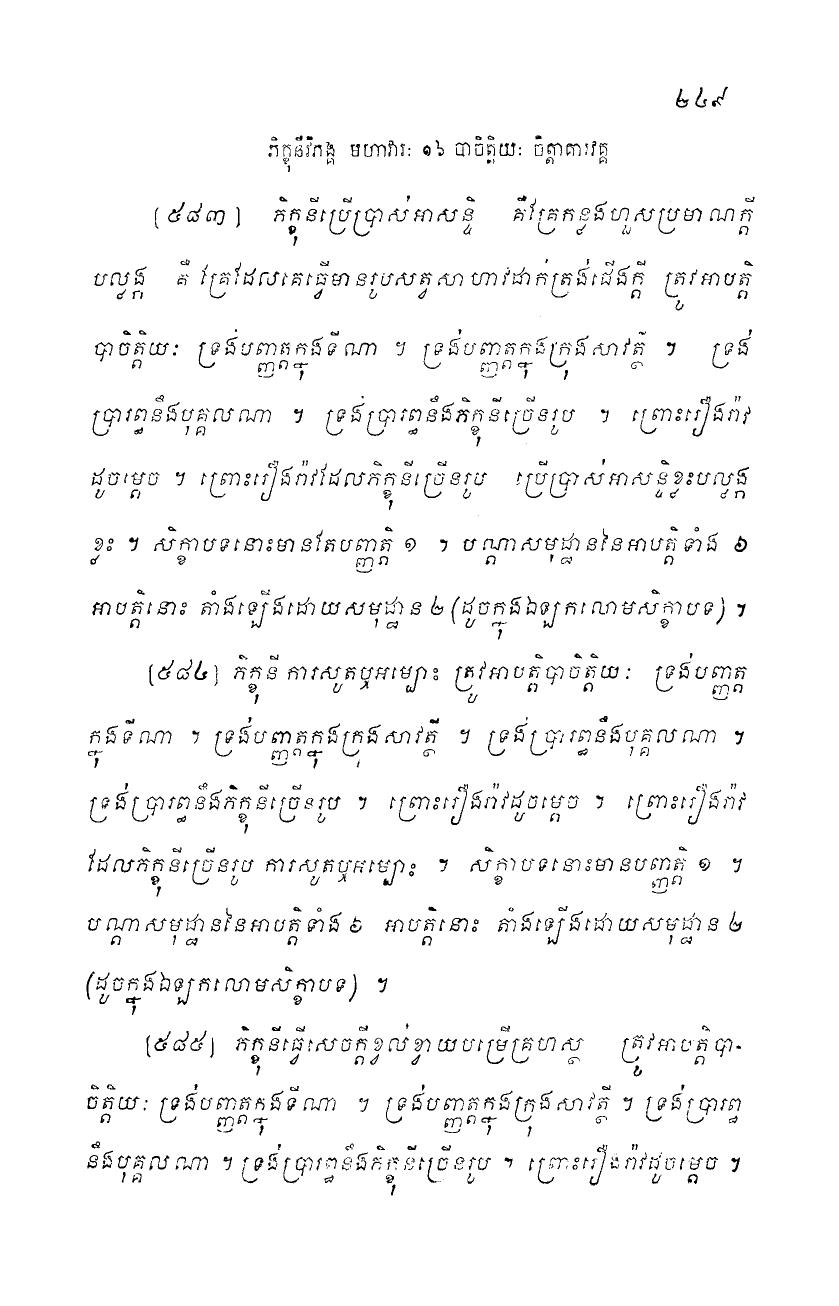 ២៤៩
ភិក្ខុនីវិភង្គ មហាវារៈ ១៦ បាចិត្តិយៈ ចិត្តាគារវគ្គ
[៥៨៣] ភិក្ខុនីប្រើប្រាស់អាសន្ទិ គឺគ្រែកន្លងហួសប្រមាណក្តី
បល្ល័ង្ក គឺ គ្រែដែលគេធ្វើមានរូបសត្វសាហាវដាក់ត្រង់ជើងក្តី ត្រូវអាបត្តិ
បាចិត្តិយៈ ទ្រង់បញ្ញត្តក្នុងទីណា ។ ទ្រង់បញ្ញត្តក្នុងក្រុងសាវត្ថី ។ ទ្រង់
ប្រារព្ធនឹងបុគ្គលណា ។ ទ្រង់ប្រារព្ធនឹងភិក្ខុនីច្រើនរូប ។ ព្រោះរឿងរ៉ាវ
ដូចម្តេច ។ ព្រោះរឿងរ៉ាវដែលភិក្ខុនីច្រើនរូប ប្រើប្រាស់អាសន្ទិខ្លះបល្ល័ង្ក
ខ្លះ ។ សិក្ខាបទនោះមានតែបញ្ញត្តិ ១ ។ បណ្តាសមុដ្ឋាននៃអាបត្តិទាំង ៦
អាបត្តិនោះ តាំងឡើងដោយសមុដ្ឋាន ២ (ដូចក្នុងឯឡកលោមសិក្ខាបទ) ។
[៥៨៤] ភិក្ខុនី ការសូតឬអម្បោះ ត្រូវអាបត្តិបាចិត្តិយៈ ទ្រង់បញ្ញត្ត
ក្នុងទីណា ។ ទ្រង់បញ្ញត្តក្នុងក្រុងសាវត្ថី ។ ទ្រង់ប្រារព្ធនឹងបុគ្គលណា ។
ទ្រង់ប្រារព្ធនឹងភិក្ខុនីច្រើនរូប ។ ព្រោះរឿងរ៉ាវដូចម្តេច ។ ព្រោះរឿងរ៉ាវ
ដែលភិក្ខុនីច្រើនរូប ការសូតឬអម្បោះ ។ សិក្ខាបទនោះមានបញ្ញត្តិ ១ ។
បណ្តាសមុដ្ឋាននៃអាបត្តិទាំង ៦ អាបត្តិនោះ តាំងឡើងដោយសមុដ្ឋាន ២
(ដូចក្នុងឯឡកលោមសិក្ខាបទ) ។
[៥៨៥] ភិក្ខុនីធ្វើសេចក្តីខ្វល់ខ្វាយបម្រើគ្រហស្ថ ត្រូវអាបត្តិបា-
ចិត្តិយៈ ទ្រង់បញ្ញត្តក្នុងទីណា ។ ទ្រង់បញ្ញត្តក្នុងក្រុងសាវត្ថី ។ ទ្រង់ប្រារព្ធ
នឹងបុគ្គលណា ។ ទ្រង់ប្រារព្ធនឹងភិក្ខុនីច្រើនរូប ។ ព្រោះរឿងរ៉ាវដូចម្តេច ។